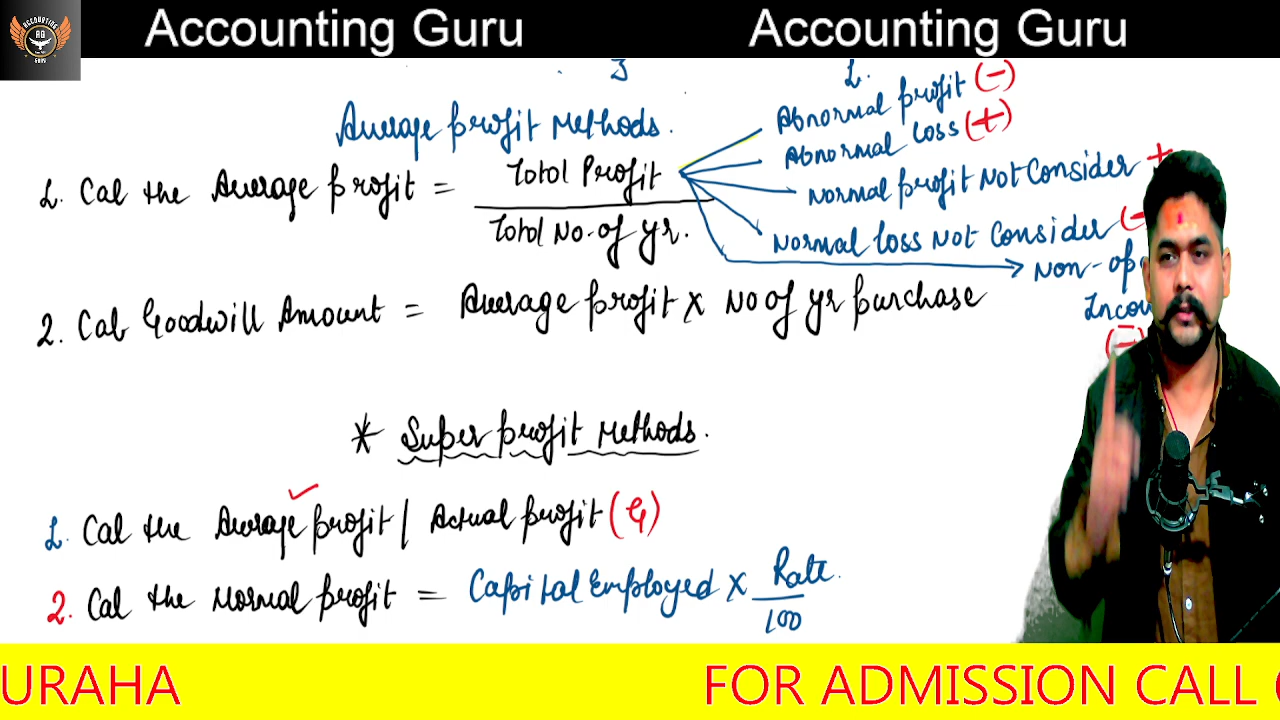 Accounting Guru
Accounting Guru
ACCOUNTING
AG
GURU
Average profit Methods.
1. Cal the Average profit = Total Profit
Total No. of yr.
Abnormal profit (-)
Abnormal loss (+)
Normal profit Not Consider +
Normal loss Not Consider (-
Non-op
Incom
(-)
2. Cal Goodwill Amount = Average profit x No of yr purchase
* Super profit Methods.
1. Cal the Average profit / Actual profit (G)
2. Cal the Normal profit = Capital Employed x Rate.
100
URAHA
FOR ADMISSION CALL